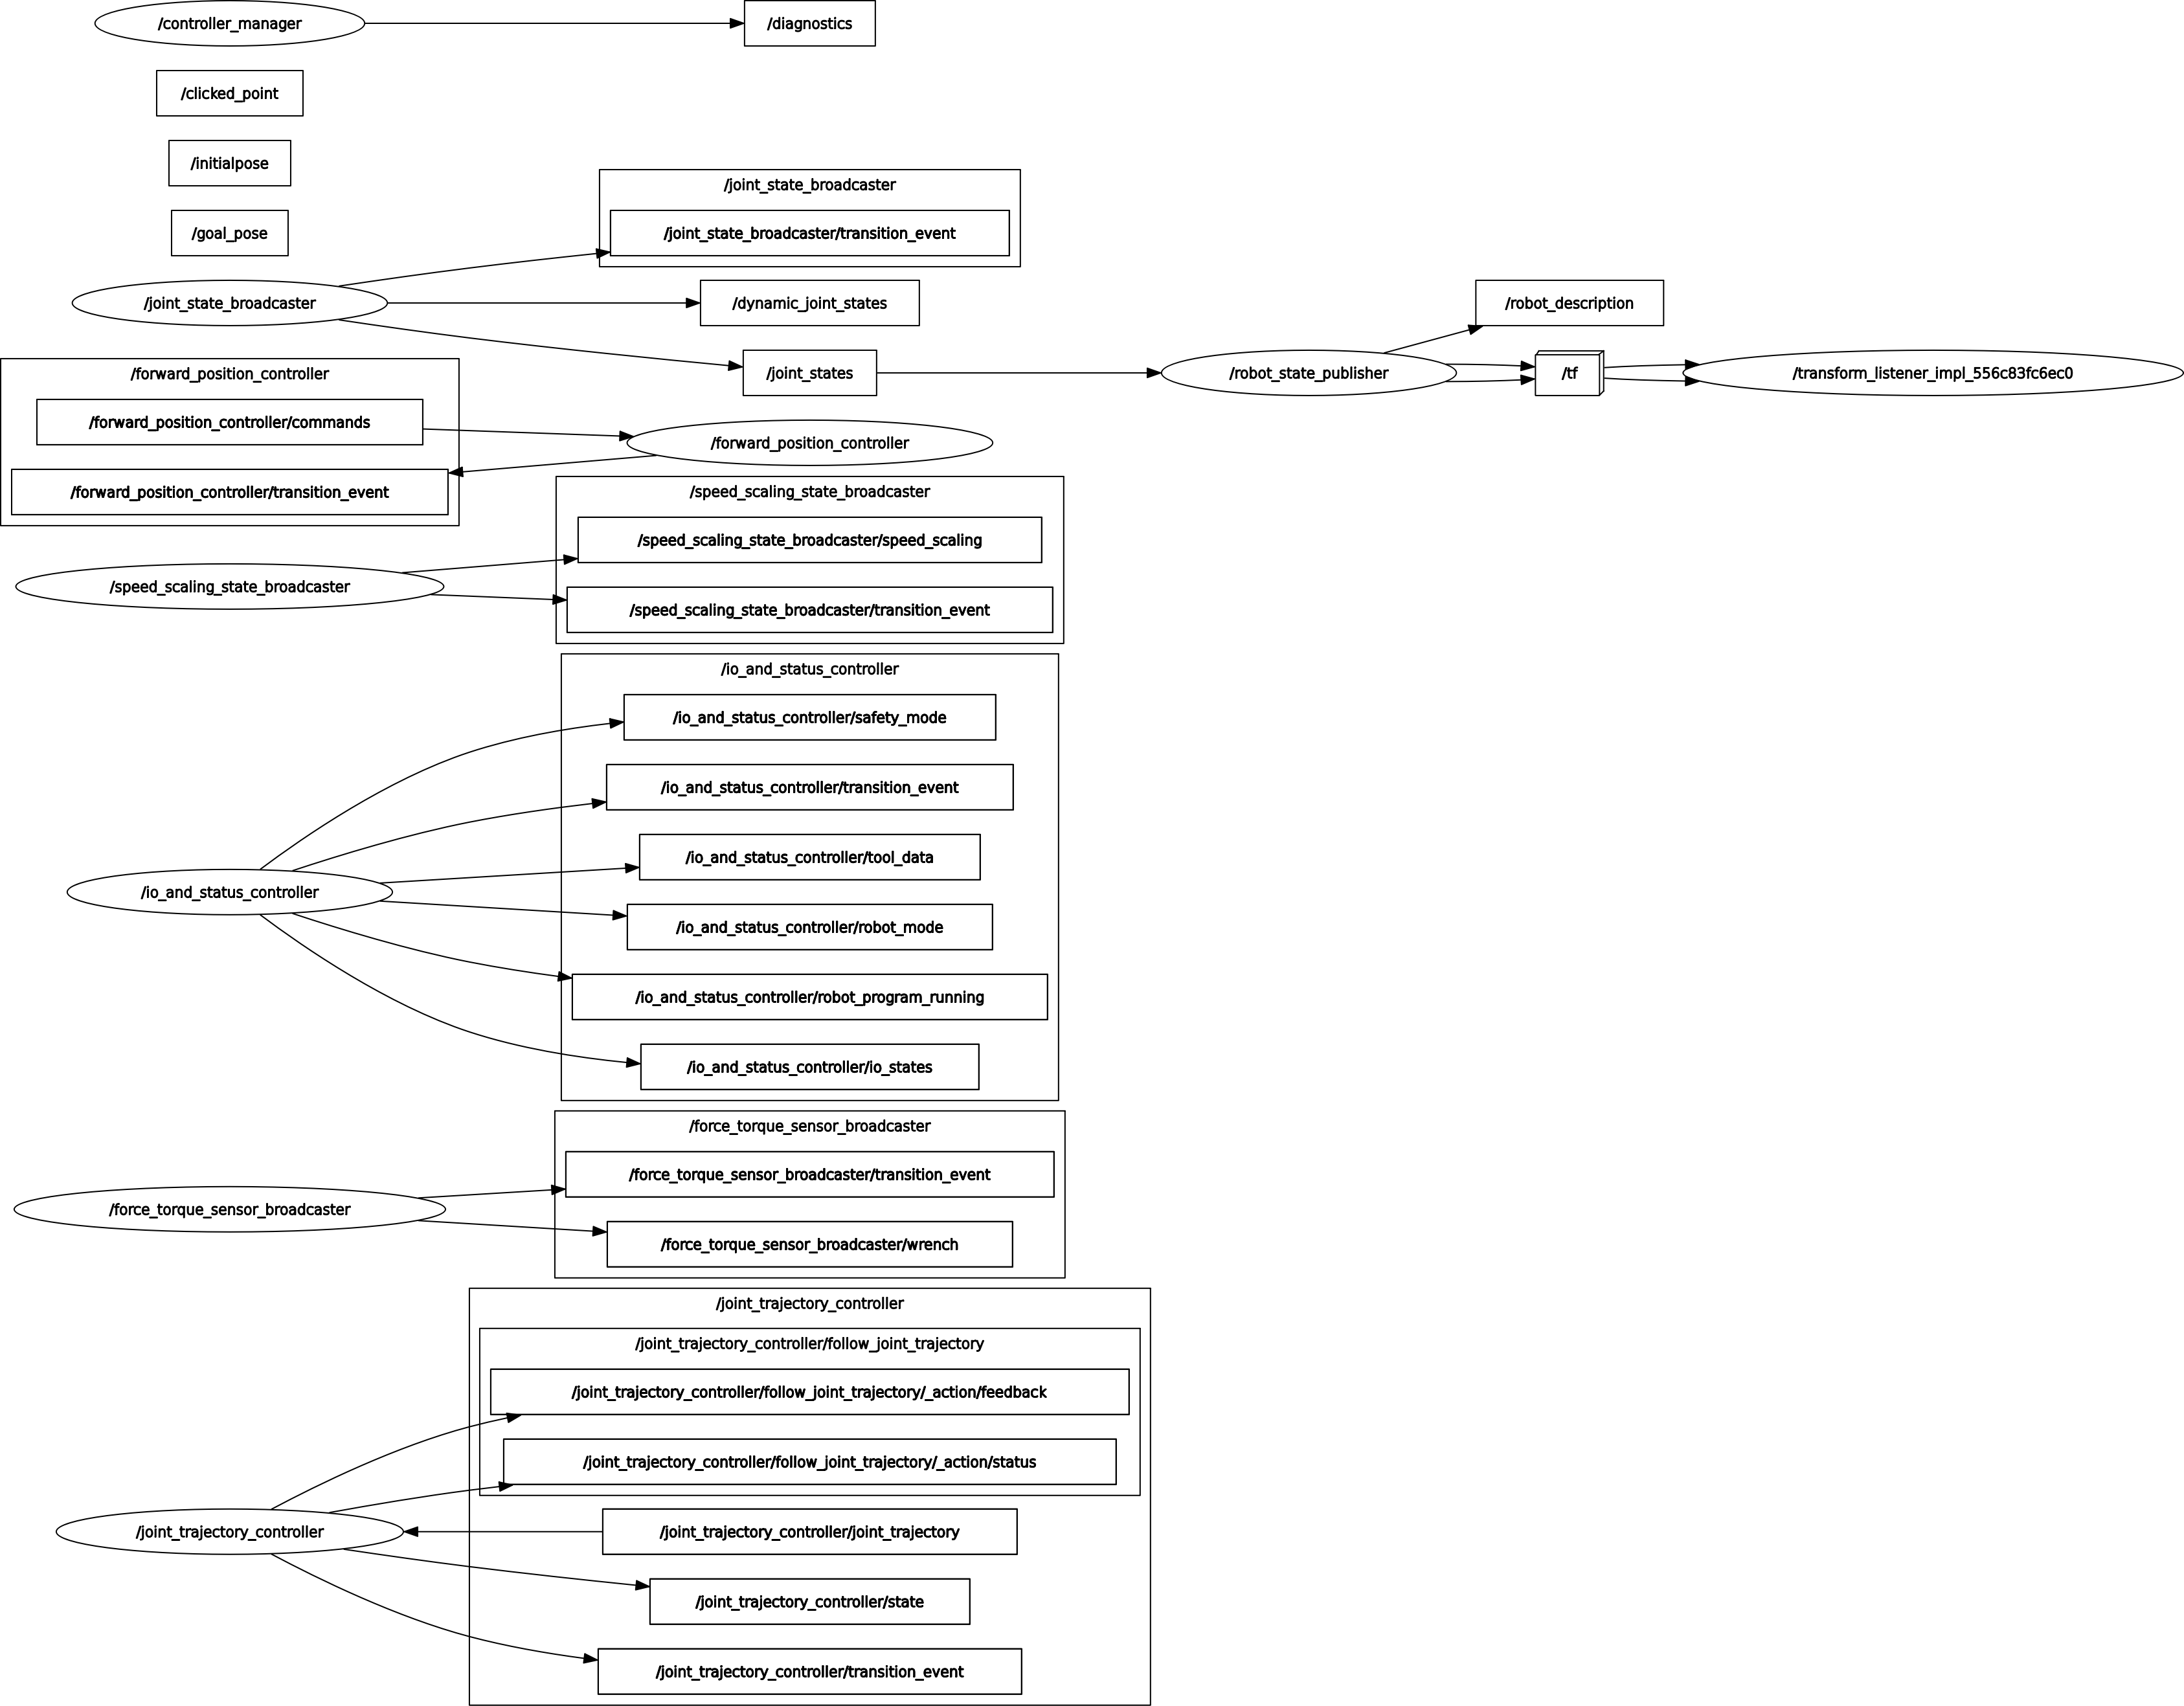 /controller_manager
/diagnostics
/clicked_point
/initialpose
/joint_state_broadcaster
/goal_pose
/joint_state_broadcaster/transition_event
/joint_state_broadcaster
/dynamic_joint_states
/robot_description
/forward_position_controller
/joint_states
/robot_state_publisher
/tf
/transform_listener_impl_556c83fc6ec0
/forward_position_controller/commands
/forward_position_controller
/forward_position_controller/transition_event
/speed_scaling_state_broadcaster
/speed_scaling_state_broadcaster/speed_scaling
/speed_scaling_state_broadcaster
/speed_scaling_state_broadcaster/transition_event
/io_and_status_controller
/io_and_status_controller/safety_mode
/io_and_status_controller/transition_event
/io_and_status_controller/tool_data
/io_and_status_controller
/io_and_status_controller/robot_mode
/io_and_status_controller/robot_program_running
/io_and_status_controller/io_states
/force_torque_sensor_broadcaster
/force_torque_sensor_broadcaster/transition_event
/force_torque_sensor_broadcaster
/force_torque_sensor_broadcaster/wrench
/joint_trajectory_controller
/joint_trajectory_controller/follow_joint_trajectory
/joint_trajectory_controller/follow_joint_trajectory/_action/feedback
/joint_trajectory_controller/follow_joint_trajectory/_action/status
/joint_trajectory_controller
/joint_trajectory_controller/joint_trajectory
/joint_trajectory_controller/state
/joint_trajectory_controller/transition_event